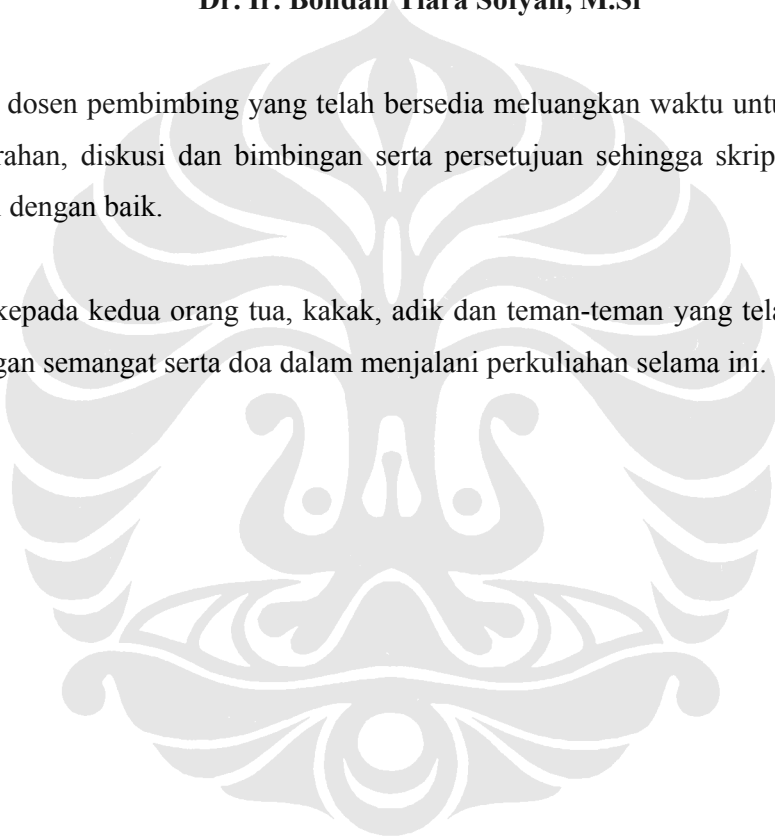 Dr. Ir. Bondan Tiara Sofyan, M.Si
dosen pembimbing yang telah bersedia meluangkan waktu untu
rahan, diskusi dan bimbingan serta persetujuan sehingga skrip
dengan baik.
kepada kedua orang tua, kakak, adik dan teman-teman yang tela
gan semangat serta doa dalam menjalani perkuliahan selama ini.